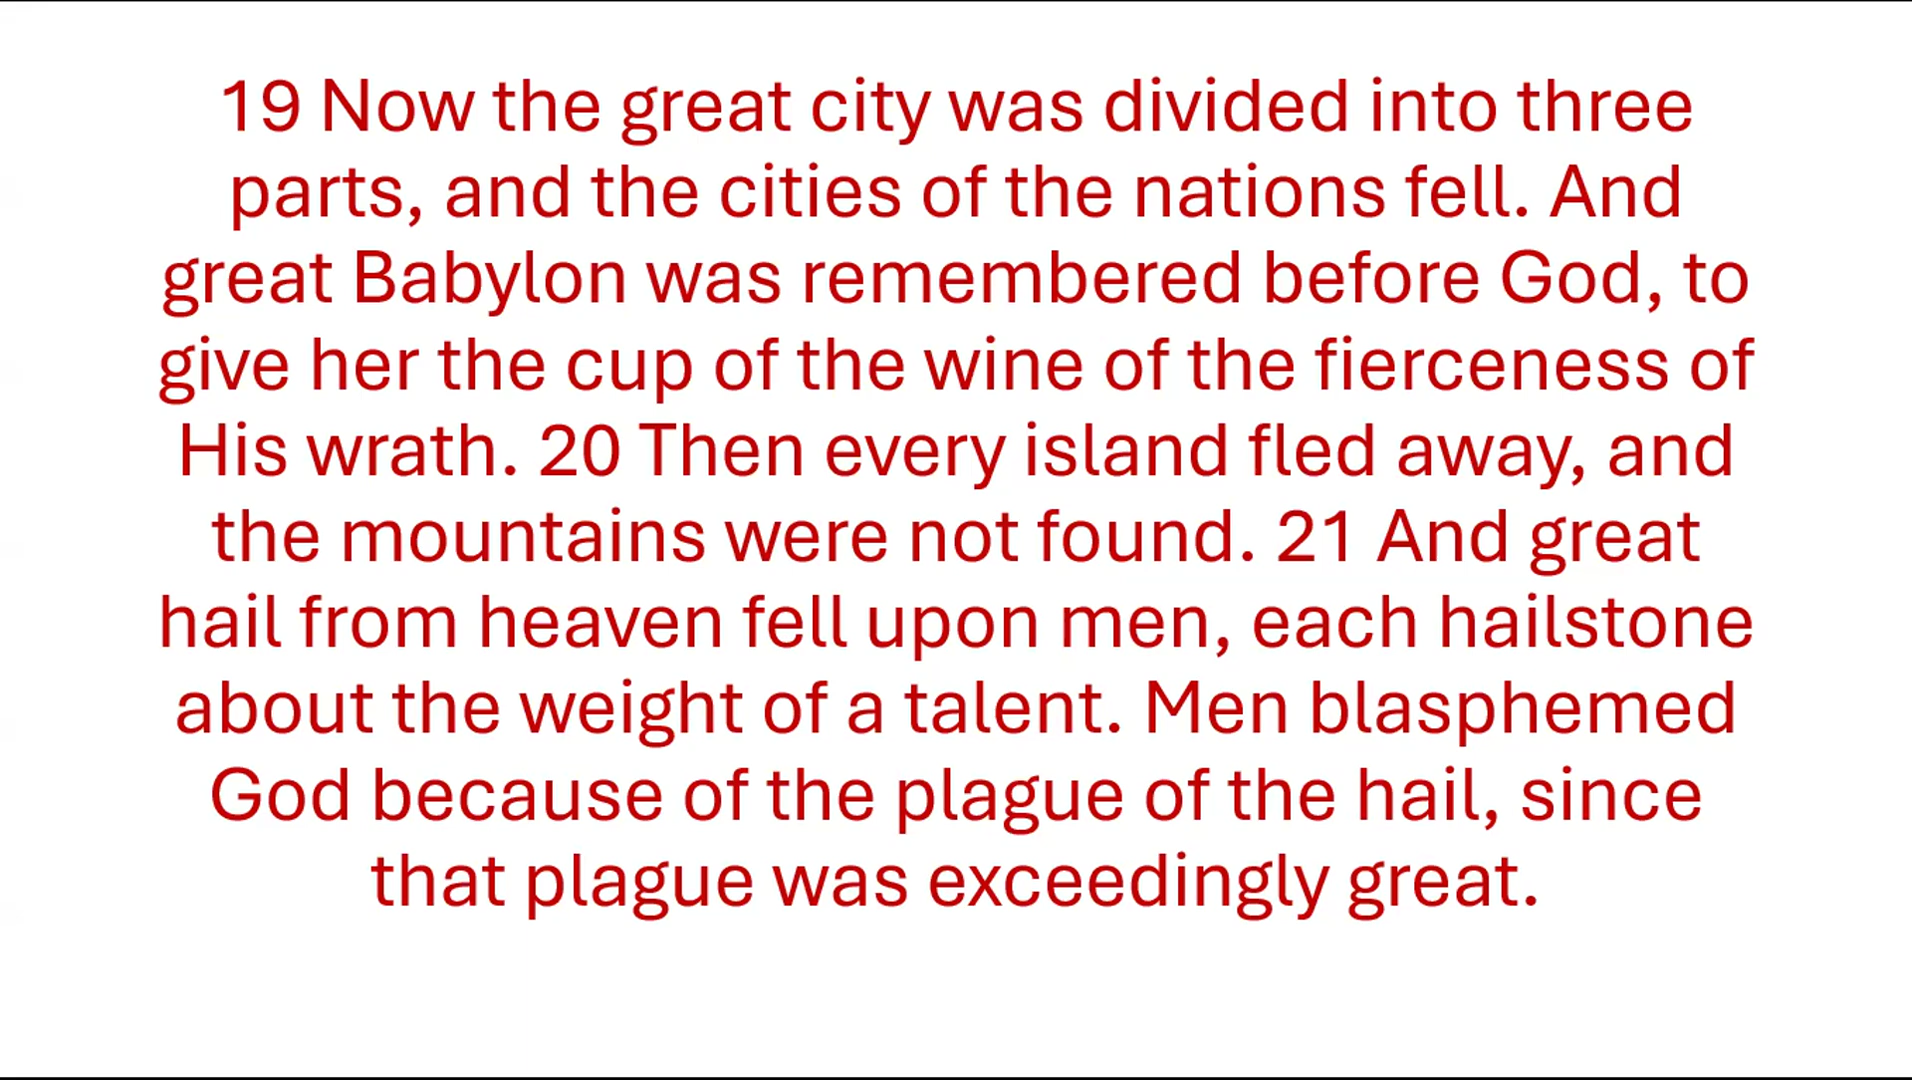 19 Now the great city was divided into three
parts, and the cities of the nations fell. And
great Babylon was remembered before God, to
give her the cup of the wine of the fierceness of
His wrath. 20 Then every island fled away, and
the mountains were not found. 21 And great
hail from heaven fell upon men, each hailstone
about the weight of a talent. Men blasphemed
God because of the plague of the hail, since
that plague was exceedingly great.